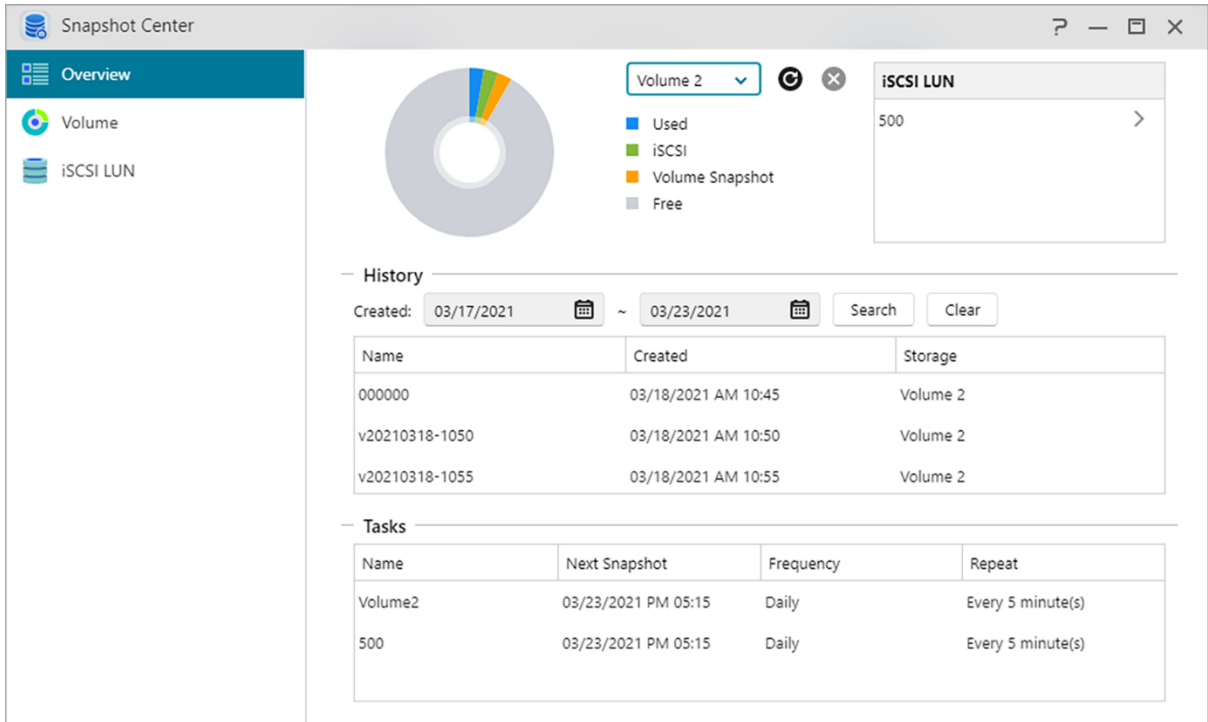 Snapshot Center
Overview
Volume
iSCSI LUN
Volume 2
Used
iSCSI
Volume Snapshot
Free
iSCSI LUN
500
History
Created: 03/17/2021 ~ 03/23/2021 Search Clear
Name Created Storage
000000 03/18/2021 AM 10:45 Volume 2
v20210318-1050 03/18/2021 AM 10:50 Volume 2
v20210318-1055 03/18/2021 AM 10:55 Volume 2
Tasks
Name Next Snapshot Frequency Repeat
Volume2 03/23/2021 PM 05:15 Daily Every 5 minute(s)
500 03/23/2021 PM 05:15 Daily Every 5 minute(s)